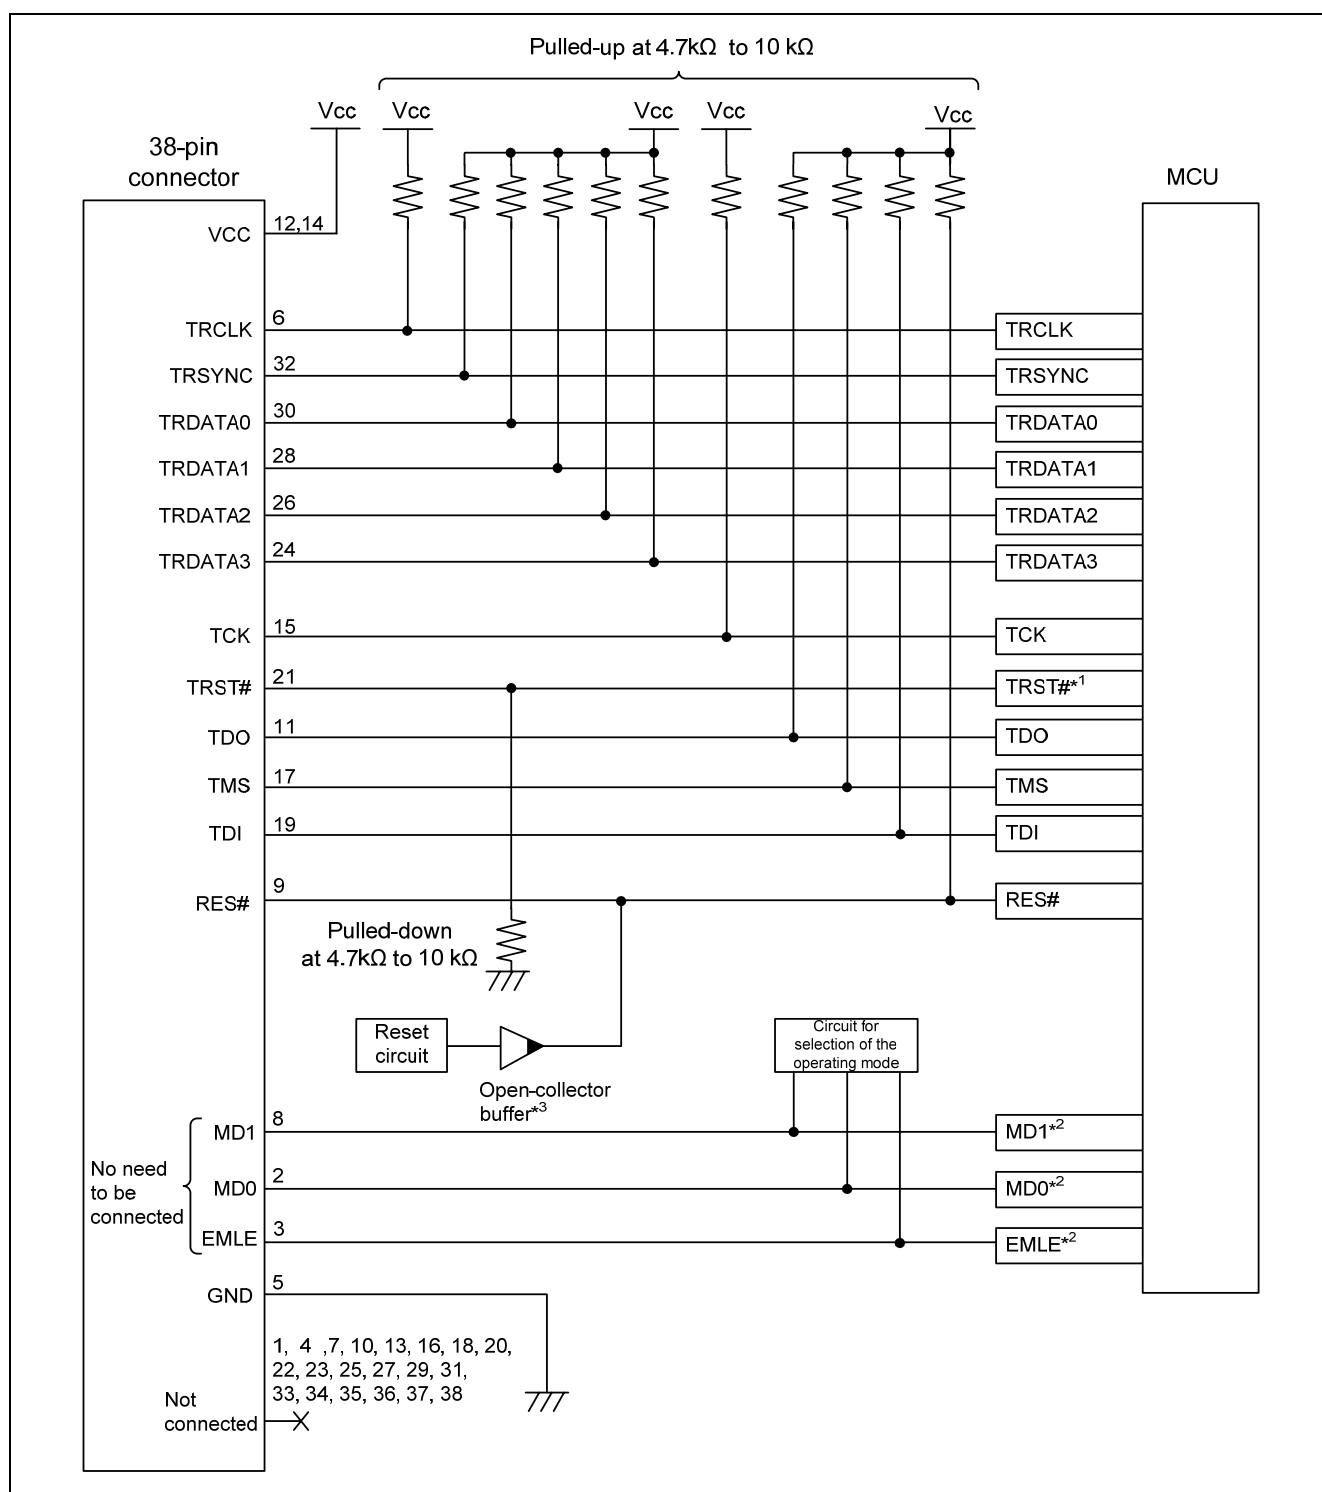 Pulled-up at 4.7kΩ to 10 kΩ
Vcc Vcc Vcc Vcc Vcc
38-pin
connector
MCU
VCC 12,14
TRCLK 6 TRCLK
TRSYNC 32 TRSYNC
TRDATA0 30 TRDATA0
TRDATA1 28 TRDATA1
TRDATA2 26 TRDATA2
TRDATA3 24 TRDATA3
TCK 15 TCK
TRST# 21 TRST#*1
TDO 11 TDO
TMS 17 TMS
TDI 19 TDI
RES# 9 RES#
Pulled-down
at 4.7kΩ to 10 kΩ
Reset
circuit
Open-collector
buffer*3
Circuit for
selection of the
operating mode
No need
to be
connected
MD1 8 MD1*2
MD0 2 MD0*2
EMLE 3 EMLE*2
GND 5
1, 4 ,7, 10, 13, 16, 18, 20,
22, 23, 25, 27, 29, 31,
33, 34, 35, 36, 37, 38
Not
connected